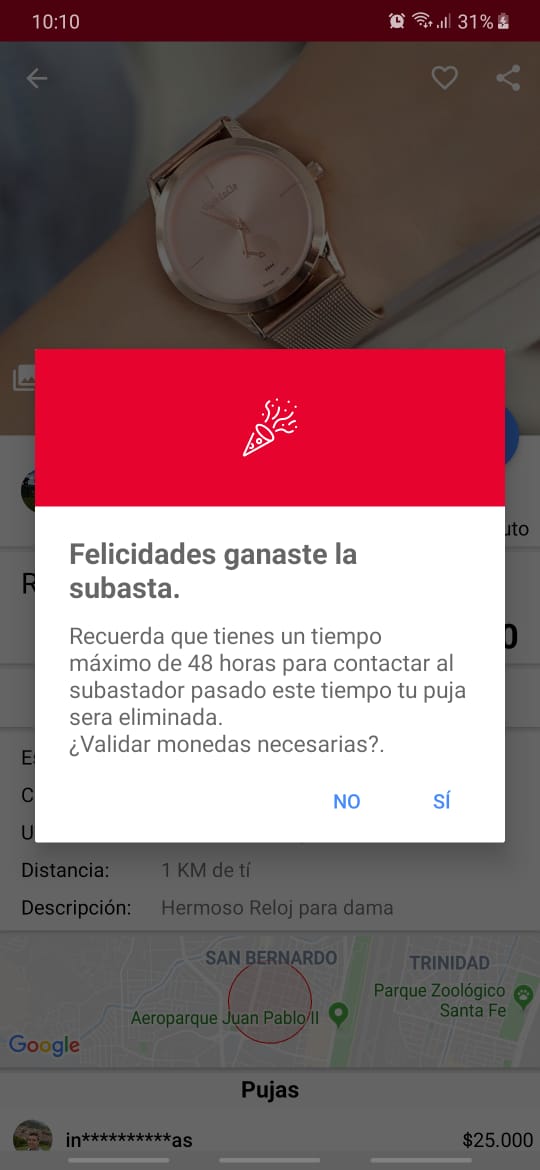 10:10
31%
Felicidades ganaste la
subasta.
Recuerda que tienes un tiempo
máximo de 48 horas para contactar al
subastador pasado este tiempo tu puja
sera eliminada.
¿Validar monedas necesarias?.
NO SÍ
Distancia: 1 KM de tí
Descripción: Hermoso Reloj para dama
SAN BERNARDO
TRINIDAD
Parque Zoológico
Santa Fe
Aeroparque Juan Pablo II
Google
Pujas
in**********as $25.000